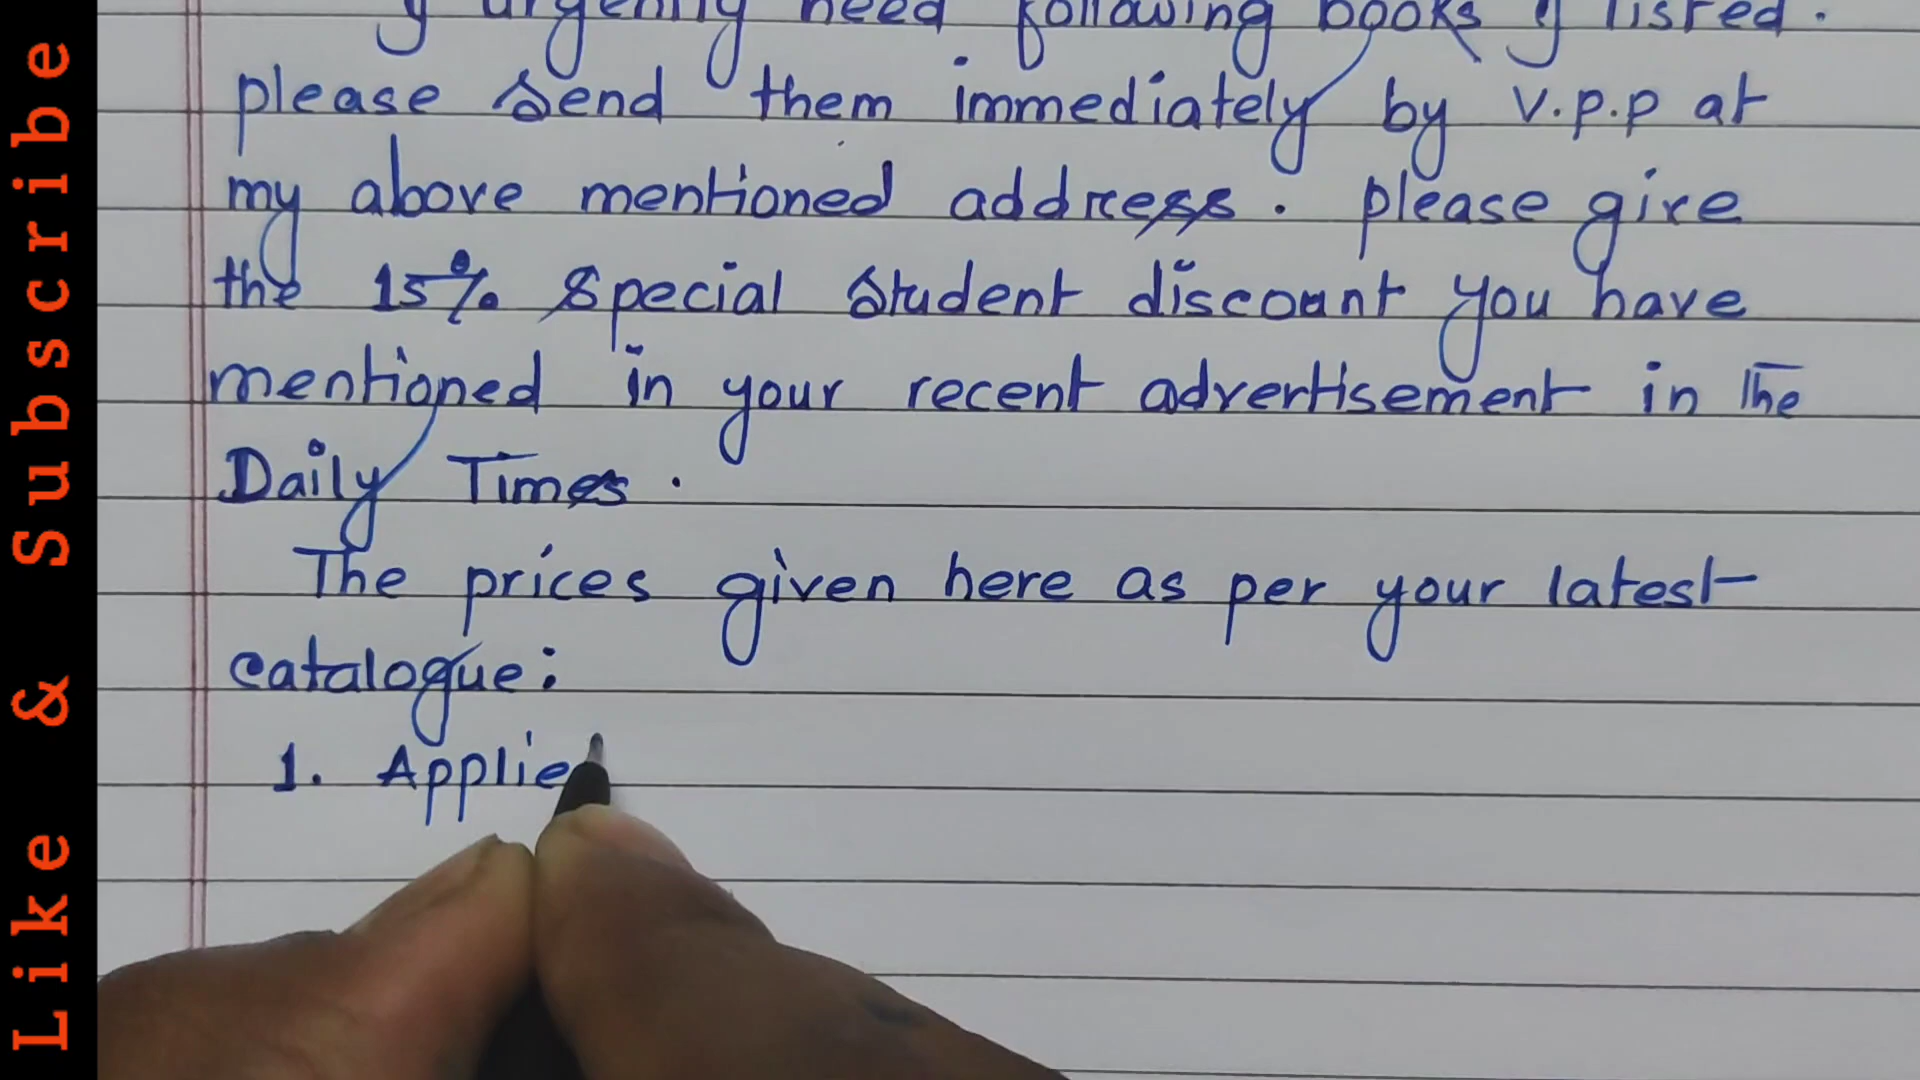 I urgently need following books I listed.
please send them immediately by v.p.p at
my above mentioned address. please give
the 15% special student discount you have
mentioned in your recent advertisement in the
Daily Times.
The prices given here as per your latest
catalogue:
1. Applie
Like & Subscribe